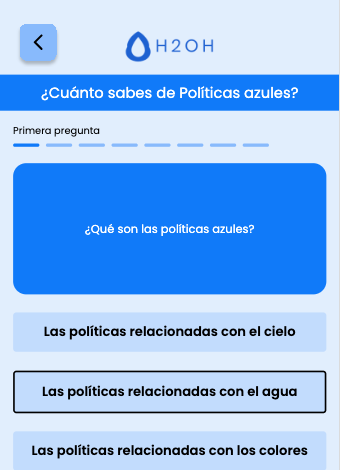 H2OH
¿Cuánto sabes de Políticas azules?
Primera pregunta
¿Qué son las políticas azules?
Las políticas relacionadas con el cielo
Las políticas relacionadas con el agua
Las políticas relacionadas con los colores